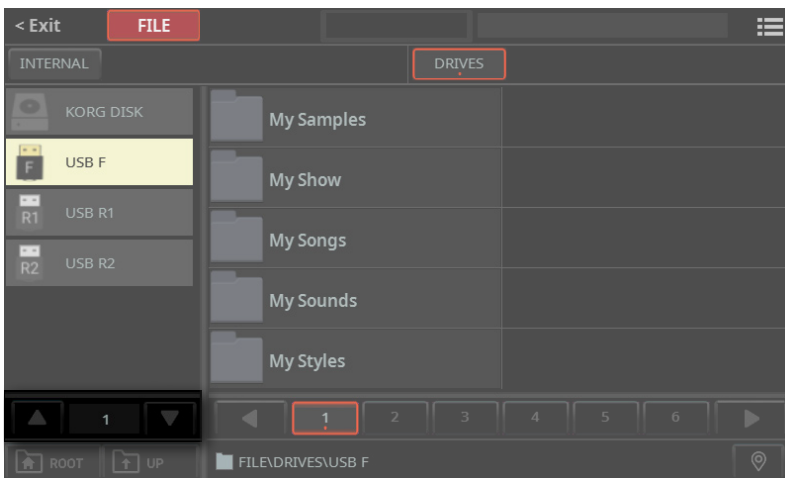 < Exit FILE
INTERNAL DRIVES
KORG DISK
F USB F
R1 USB R1
R2 USB R2
My Samples
My Show
My Songs
My Sounds
My Styles
1
1 2 3 4 5 6
ROOT UP FILE\DRIVES\USB F